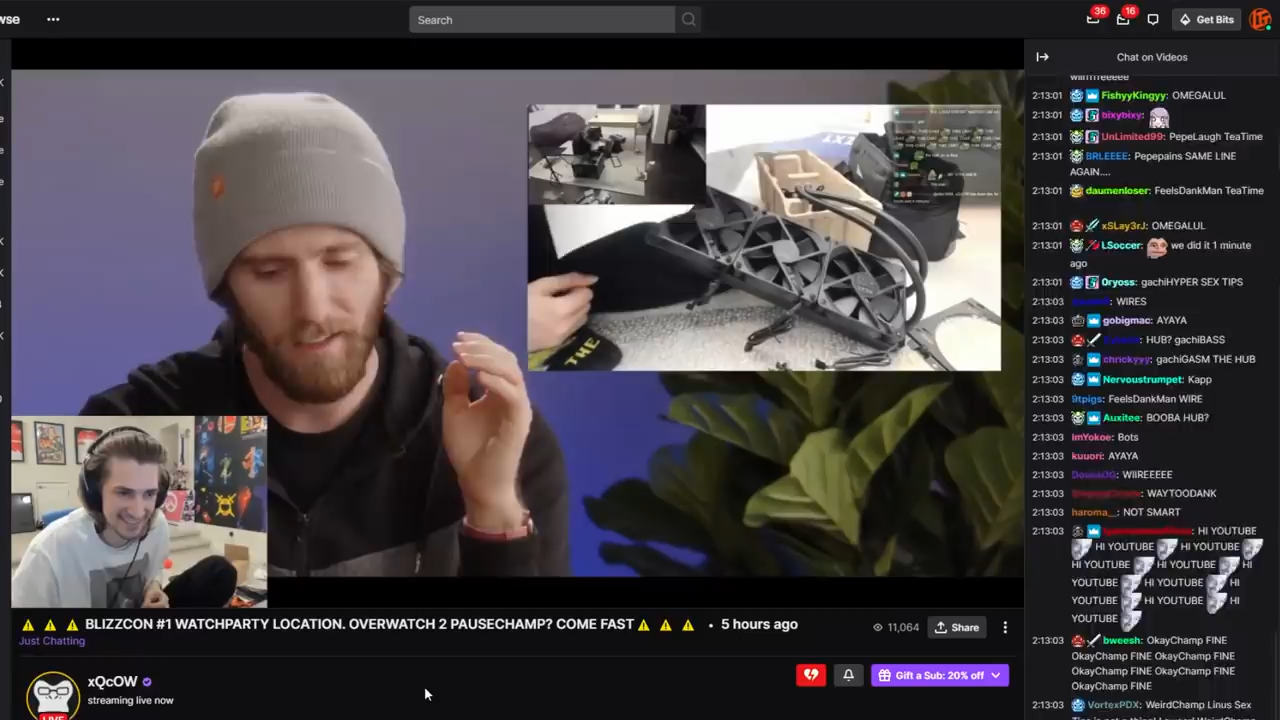 wse
Search
36
16
Get Bits
Chat on Videos
wiiirrreeeee
2:13:01 FishyyKingyy: OMEGALUL
2:13:01 bixybixy:
2:13:01 UnLimited99: PepeLaugh TeaTime
2:13:01 BRLEEEE: Pepepains SAME LINE
AGAIN....
2:13:01 daumenloser: FeelsDankMan TeaTime
2:13:01 xSLay3rJ: OMEGALUL
2:13:01 LSoccer: we did it 1 minute
ago
2:13:01 0ryoss: gachiHYPER SEX TIPS
2:13:03 WIRES
2:13:03 gobigmac: AYAYA
2:13:03 HUB? gachiBASS
2:13:03 chrickyyy: gachiGASM THE HUB
2:13:03 Nervoustrumpet: Kapp
2:13:03 9tpigs: FeelsDankMan WIRE
2:13:03 Auxitee: BOOBA HUB?
2:13:03 ImYokoe: Bots
2:13:03 kuuori: AYAYA
2:13:03 WIIREEEEE
2:13:03 WAYTOODANK
2:13:03 haroma__: NOT SMART
2:13:03 HI YOUTUBE
HI YOUTUBE HI YOUTUBE
HI YOUTUBE HI YOUTUBE HI
YOUTUBE HI YOUTUBE HI
YOUTUBE HI YOUTUBE HI
YOUTUBE
2:13:03 bweesh: OkayChamp FINE
OkayChamp FINE OkayChamp FINE
OkayChamp FINE OkayChamp FINE
OkayChamp FINE
2:13:03 VortexPDX: WeirdChamp Linus Sex
THE
BLIZZCON #1 WATCHPARTY LOCATION. OVERWATCH 2 PAUSECHAMP? COME FAST • 5 hours ago
11,064
Share
Just Chatting
xQcOW
streaming live now
LIVE
Gift a Sub: 20% off